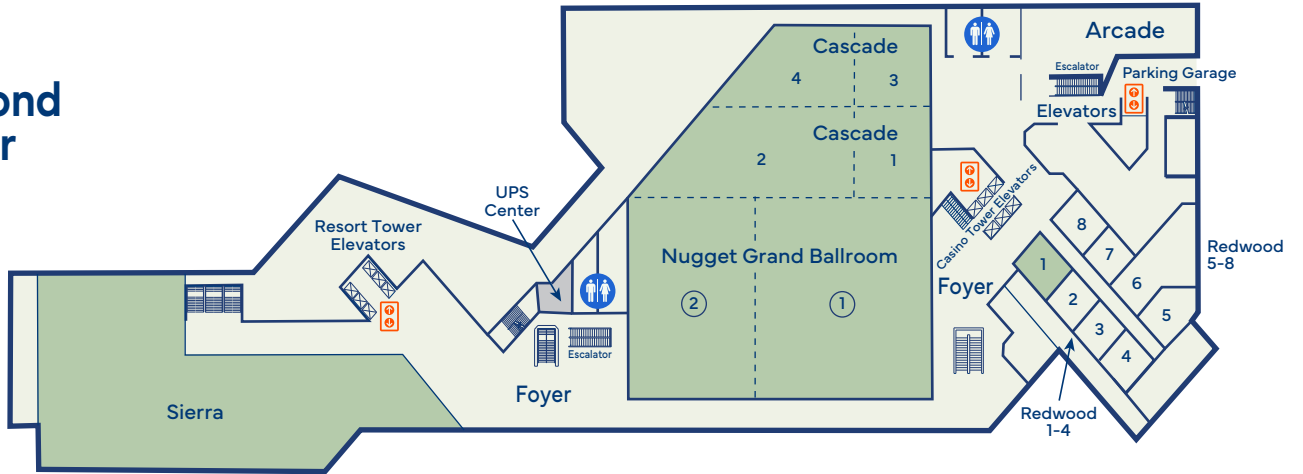 ond
r
Arcade
Escalator
Parking Garage
Elevators
Cascade
4
3
Cascade
2
1
UPS
Center
Resort Tower
Elevators
Casino Tower Elevators
Nugget Grand Ballroom
2
1
Foyer
8
7
6
5
Redwood
5-8
1
2
3
4
Redwood
1-4
Escalator
Foyer
Sierra